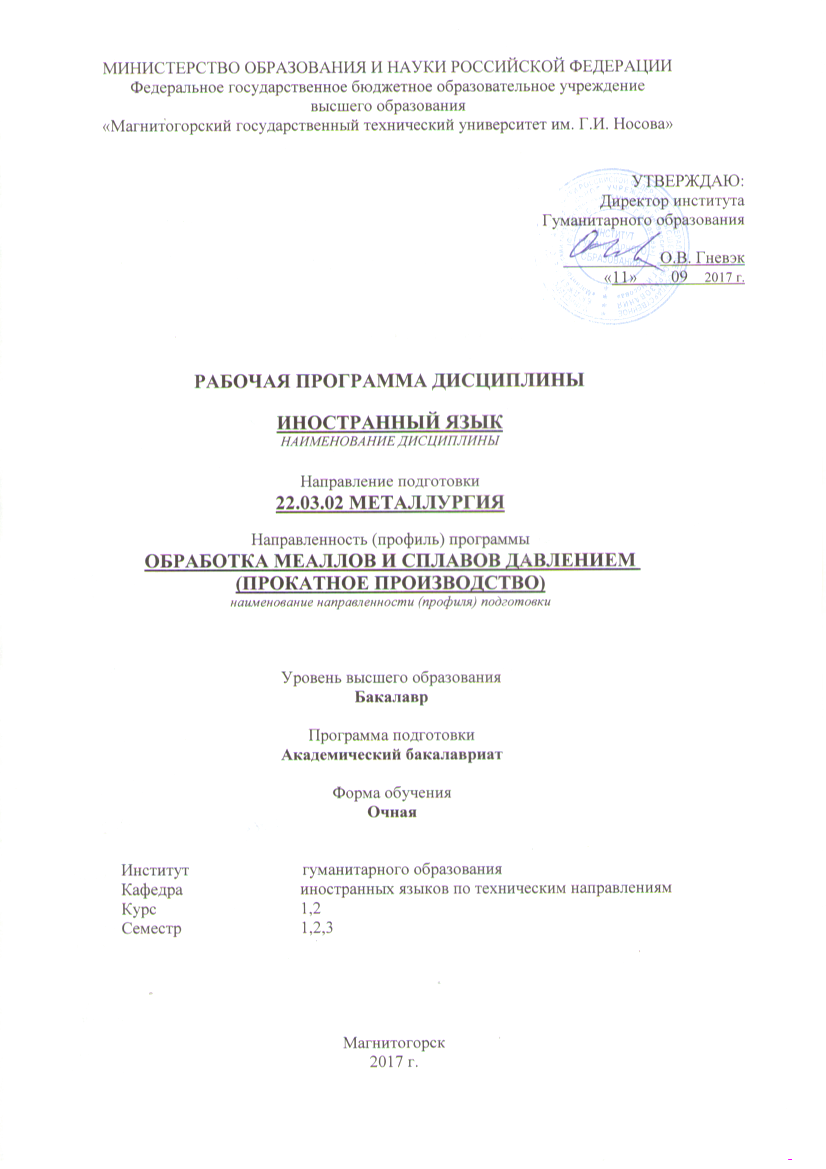 МИНИСТЕРСТВО ОБРАЗОВАНИЯ И НАУКИ РОССИЙСКОЙ ФЕДЕРАЦИИ
Федеральное государственное бюджетное образовательное учреждение
высшего образования
«Магнитогорский государственный технический университет им. Г.И. Носова»
УТВЕРЖДАЮ:
Директор института
Гуманитарного образования
О.В. Гневэк
«11» 09 2017 г.
РАБОЧАЯ ПРОГРАММА ДИСЦИПЛИНЫ
ИНОСТРАННЫЙ ЯЗЫК
НАИМЕНОВАНИЕ ДИСЦИПЛИНЫ
Направление подготовки
22.03.02 МЕТАЛЛУРГИЯ
Направленность (профиль) программы
ОБРАБОТКА МЕАЛЛОВ И СПЛАВОВ ДАВЛЕНИЕМ
(ПРОКАТНОЕ ПРОИЗВОДСТВО)
наименование направленности (профиля) подготовки
Уровень высшего образования
Бакалавр
Программа подготовки
Академический бакалавриат
Форма обучения
Очная
Институт гуманитарного образования
Кафедра иностранных языков по техническим направлениям
Курс 1,2
Семестр 1,2,3
Магнитогорск
2017 г.